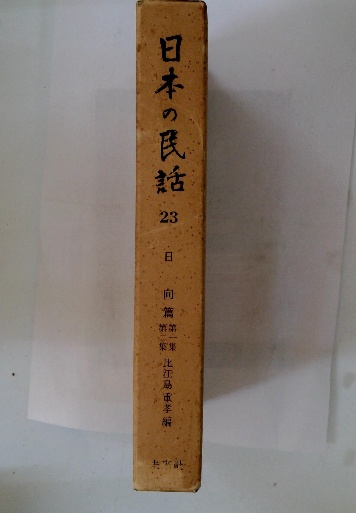 日本の民話
23
日向篇
第一集
第二集
比江島重孝編